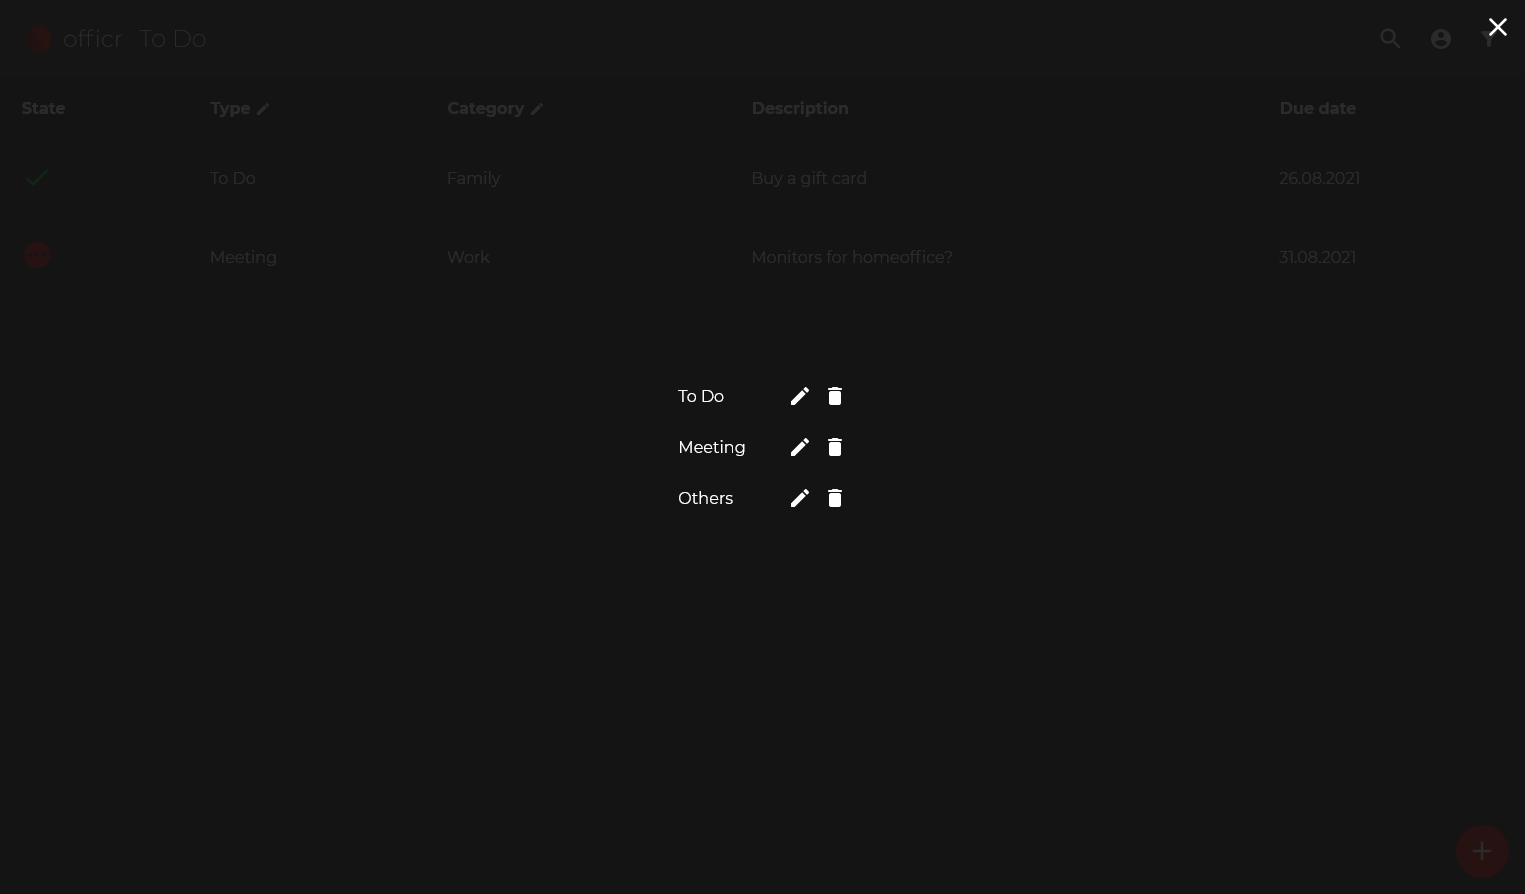 officr To Do
State Type Category Description Due date
To Do Family Buy a gift card 26.08.2021
Meeting Work Monitors for homeoffice? 31.08.2021
To Do
Meeting
Others